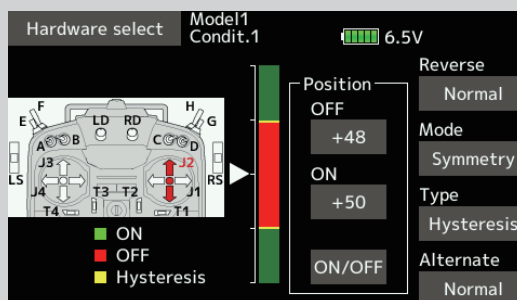 Hardware select
Model1
Condit.1
6.5V
F
H
E
LD
RD
G
A
B
C
D
J3
J2
LS
RS
J4
T3
T2
J1
T4
T1
ON
OFF
Hysteresis
Position
OFF
+48
ON
+50
ON/OFF
Reverse
Normal
Mode
Symmetry
Type
Hysteresis
Alternate
Normal